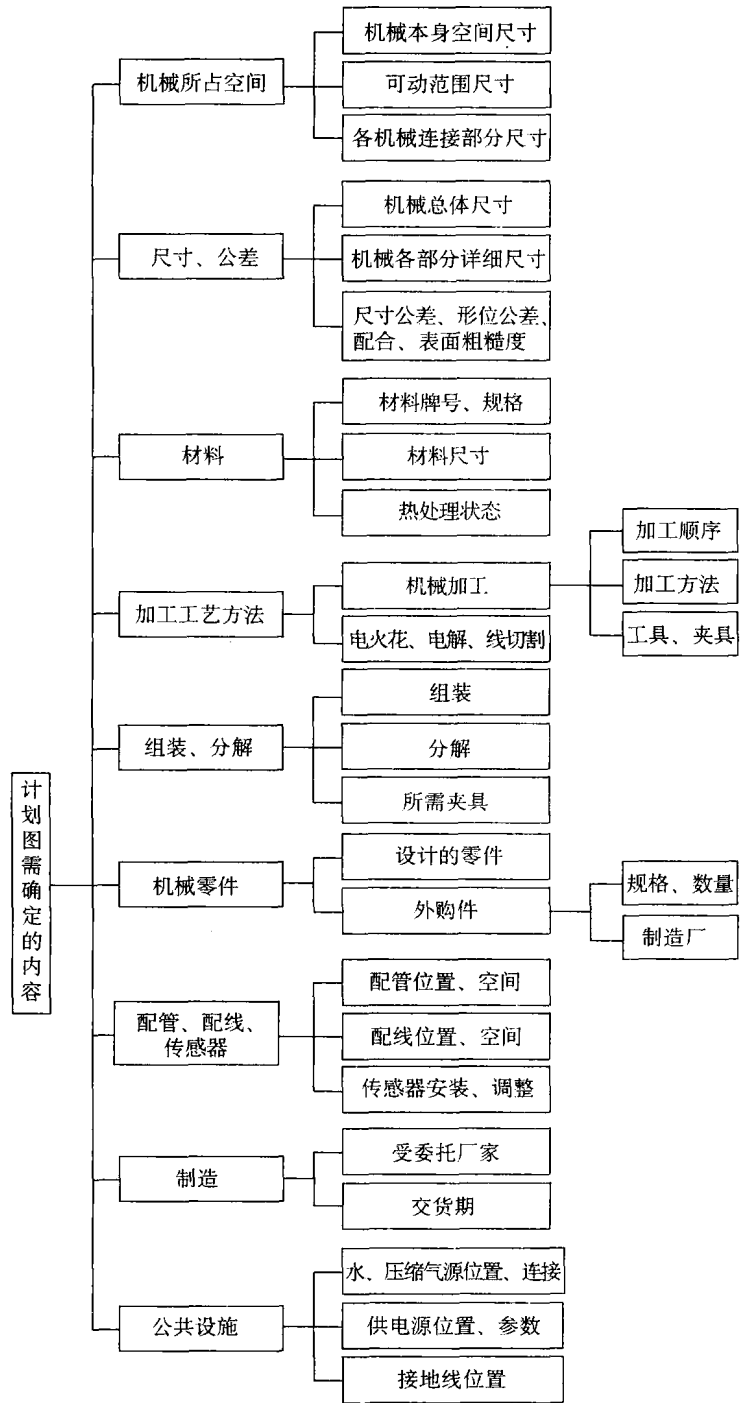 机械本身空间尺寸
机械所占空间
可动范围尺寸
各机械连接部分尺寸
机械总体尺寸
尺寸、公差
机械各部分详细尺寸
尺寸公差、形位公差、
配合、表面粗糙度
材料牌号、规格
材料
材料尺寸
热处理状态
加工顺序
机械加工
加工方法
加工工艺方法
电火花、电解、线切割
工具、夹具
组装
组装、分解
分解
所需夹具
计划图需确定的内容
设计的零件
机械零件
规格、数量
外购件
制造厂
配管位置、空间
配管、配线、
传感器
配线位置、空间
传感器安装、调整
受委托厂家
制造
交货期
水、压缩气源位置、连接
公共设施
供电源位置、参数
接地线位置